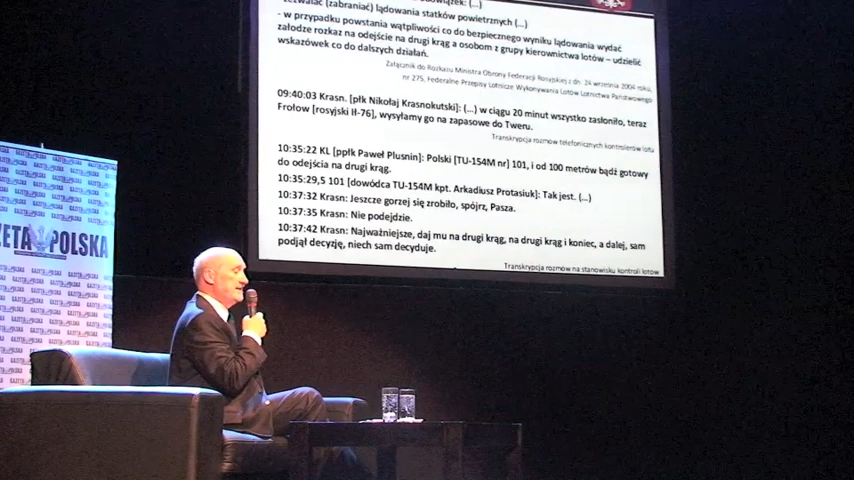 zezwalać (zabraniać) lądowania statków powietrznych (...)
- w przypadku powstania wątpliwości co do bezpiecznego wyniku lądowania wydać
załodze rozkaz na odejście na drugi krąg a osobom z grupy kierownictwa lotów – udzielić
wskazówek co do dalszych działań.
Załącznik do Rozkazu Ministra Obrony Federacji Rosyjskiej z dn. 24 września 2004 roku,
nr 275, Federalne Przepisy Lotnicze Wykonywania Lotów Lotnictwa Państwowego
09:40:03 Krasn. [płk Nikołaj Krasnokutski]: (...) w ciągu 20 minut wszystko zasłoniło, teraz
Frołow [rosyjski Ił-76], wysyłamy go na zapasowe do Tweru.
Transkrypcja rozmów telefonicznych kontrolerów lotu
10:35:22 KL [ppłk Paweł Plusnin]: Polski [TU-154M nr] 101, i od 100 metrów bądź gotowy
do odejścia na drugi krąg.
10:35:29,5 101 [dowódca TU-154M kpt. Arkadiusz Protasiuk]: Tak jest. (...)
10:37:32 Krasn: Jeszcze gorzej się zrobiło, spójrz, Pasza.
10:37:35 Krasn: Nie podejdzie.
10:37:42 Krasn: Najważniejsze, daj mu na drugi krąg, na drugi krąg i koniec, a dalej, sam
podjął decyzję, niech sam decyduje.
Transkrypcja rozmów na stanowisku kontroli lotów
ZETA POLSKA